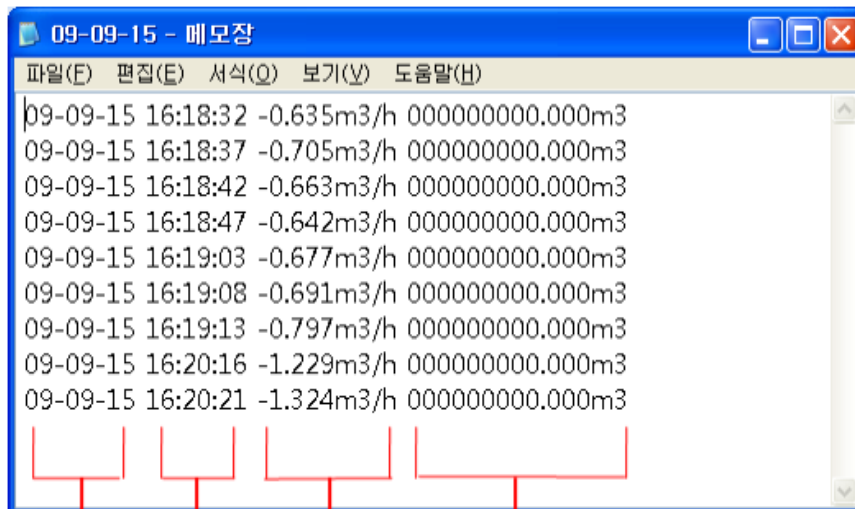 09-09-15 - 메모장
파일(F) 편집(E) 서식(O) 보기(V) 도움말(H)
09-09-15 16:18:32 -0.635m3/h 000000000.000m3
09-09-15 16:18:37 -0.705m3/h 000000000.000m3
09-09-15 16:18:42 -0.663m3/h 000000000.000m3
09-09-15 16:18:47 -0.642m3/h 000000000.000m3
09-09-15 16:19:03 -0.677m3/h 000000000.000m3
09-09-15 16:19:08 -0.691m3/h 000000000.000m3
09-09-15 16:19:13 -0.797m3/h 000000000.000m3
09-09-15 16:20:16 -1.229m3/h 000000000.000m3
09-09-15 16:20:21 -1.324m3/h 000000000.000m3